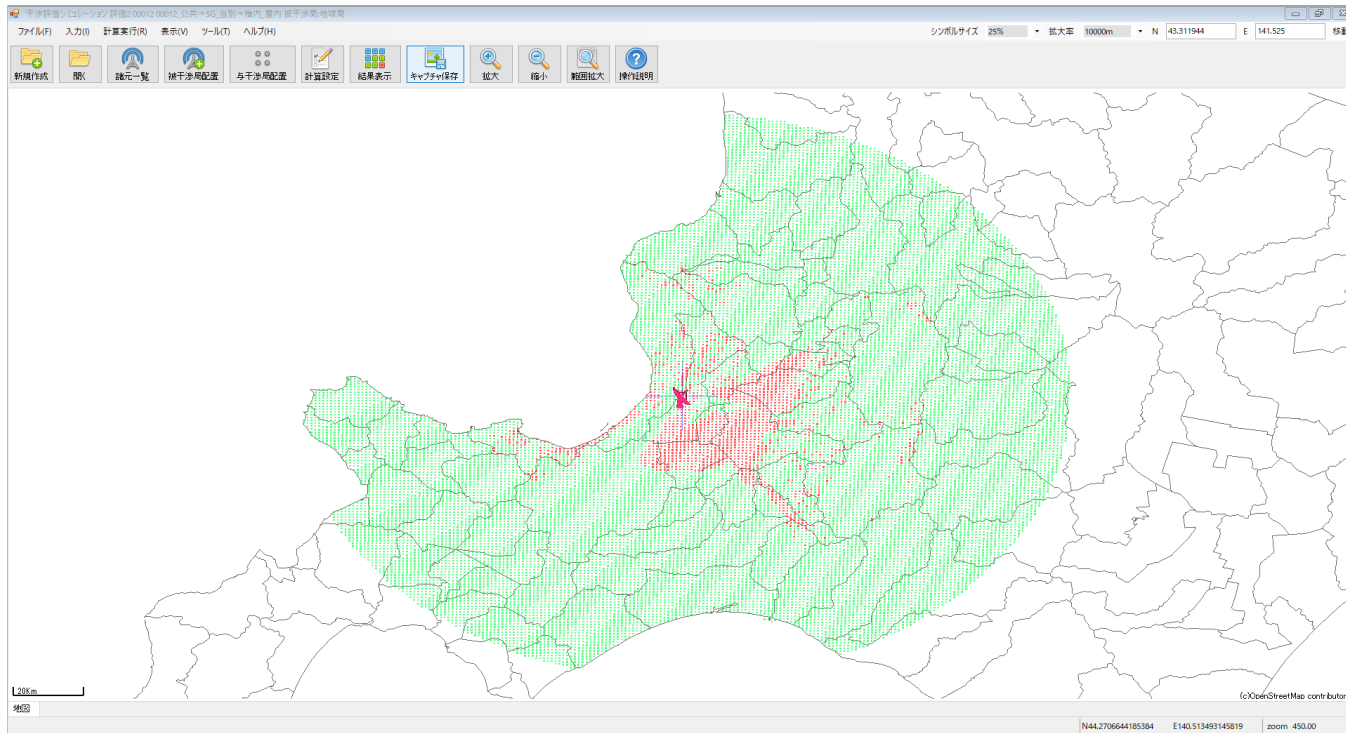 干渉評価シミュレーション 評価2 00012 00012_公共⇒5G_当別⇒稚内_屋内 被干渉局:地球局
ファイル(F) 入力(I) 計算実行(R) 表示(V) ツール(T) ヘルプ(H) シンボルサイズ 25% 拡大率 10000m N 43.311944 E 141.525 移動
新規作成 開く 諸元一覧 被干渉局配置 与干渉局配置 計算設定 結果表示 キャプチャ保存 拡大 縮小 範囲拡大 操作説明
20Km
(c)OpenStreetMap contributor
地図
N44.2706644185384 E140.513493145819 zoom 450.00